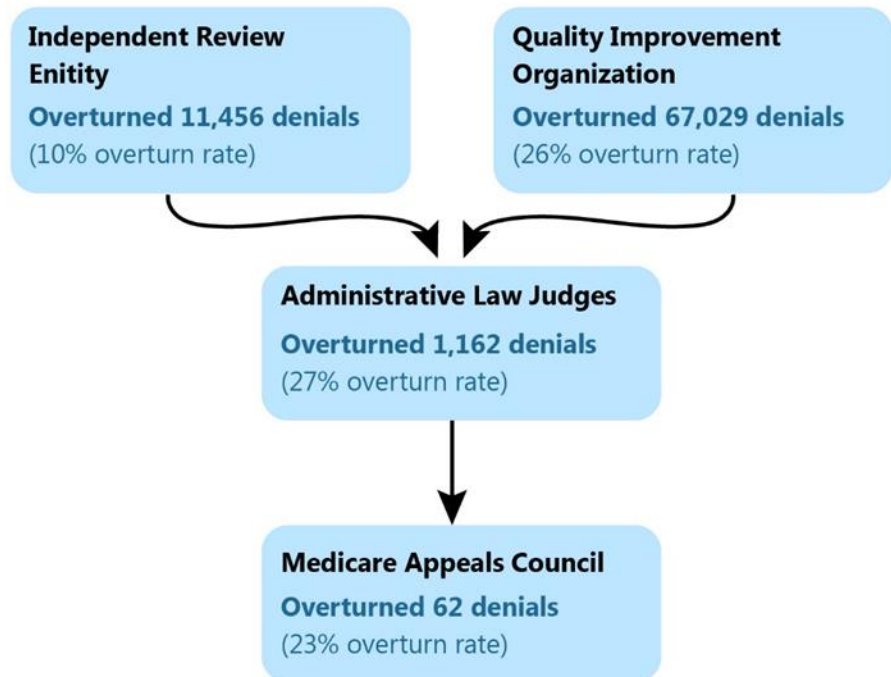 Independent Review
Enitity
Overturned 11,456 denials
(10% overturn rate)
Quality Improvement
Organization
Overturned 67,029 denials
(26% overturn rate)
Administrative Law Judges
Overturned 1,162 denials
(27% overturn rate)
Medicare Appeals Council
Overturned 62 denials
(23% overturn rate)